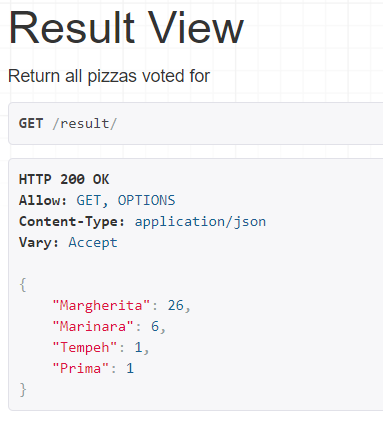 Result View
Return all pizzas voted for
GET /result/
HTTP 200 OK
Allow: GET, OPTIONS
Content-Type: application/json
Vary: Accept
{
    "Margherita": 26,
    "Marinara": 6,
    "Tempeh": 1,
    "Prima": 1
}